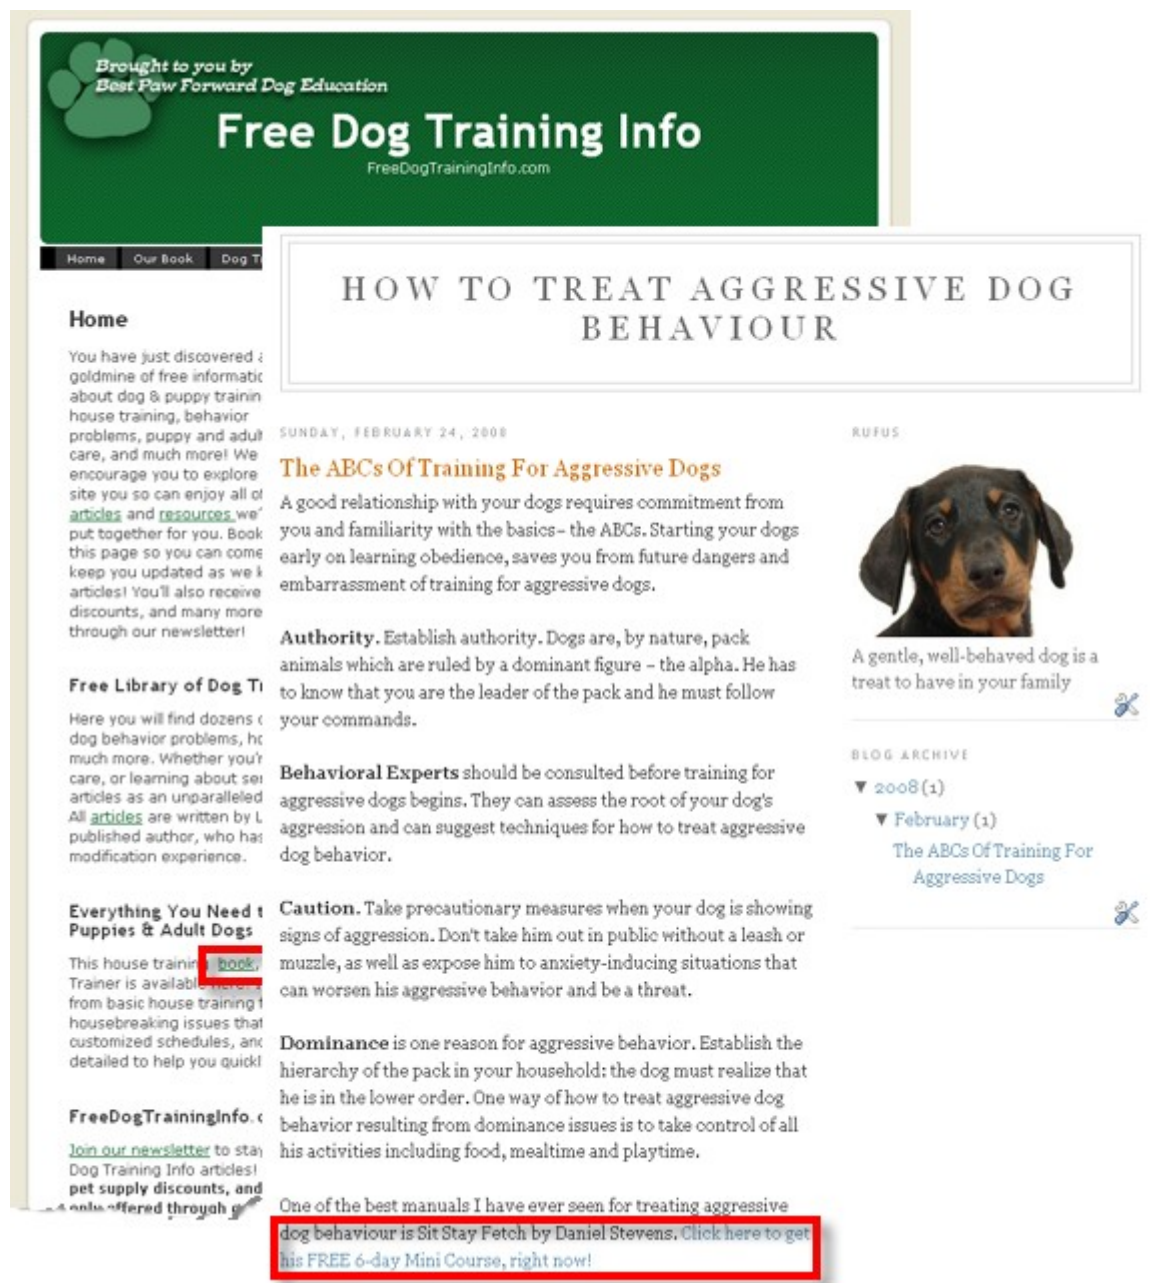 Brought to you by
Best Paw Forward Dog Education
Free Dog Training Info
FreeDogTrainingInfo.com
Home Our Book Dog
Home
You have just discovered
goldmine of free
about dog & puppy
house training, behavior
problems, puppy and
care, and much more! We
encourage you to explore
site you so can enjoy all
articles and resources
put together for you.
this page so you can come
keep you updated as we
articles! You'll also receive
discounts, and many more
through our newsletter!
Free Library of Dog
Here you will find dozens
dog behavior problems,
much more. Whether
care, or learning about
articles as an unparalleled
All articles are written by
published author, who
modification experience.
Everything You Need
Puppies & Adult Dogs
This house book,
Trainer is
from basic house training
housebreaking issues that
customized schedules,
detailed to help you
FreeDogTrainingInfo.
Join our newsletter to
Dog Training Info articles!
pet supply discounts, and
only offered through
HOW TO TREAT AGGRESSIVE DOG
BEHAVIOUR
SUNDAY, FEBRUARY 24, 2008
The ABCs Of Training For Aggressive Dogs
A good relationship with your dogs requires commitment from
you and familiarity with the basics– the ABCs. Starting your dogs
early on learning obedience, saves you from future dangers and
embarrassment of training for aggressive dogs.
Authority. Establish authority. Dogs are, by nature, pack
animals which are ruled by a dominant figure – the alpha. He has
to know that you are the leader of the pack and he must follow
your commands.
Behavioral Experts should be consulted before training for
aggressive dogs begins. They can assess the root of your dog's
aggression and can suggest techniques for how to treat aggressive
dog behavior.
Caution. Take precautionary measures when your dog is showing
signs of aggression. Don't take him out in public without a leash or
muzzle, as well as expose him to anxiety-inducing situations that
can worsen his aggressive behavior and be a threat.
Dominance is one reason for aggressive behavior. Establish the
hierarchy of the pack in your household: the dog must realize that
he is in the lower order. One way of how to treat aggressive dog
behavior resulting from dominance issues is to take control of all
his activities including food, mealtime and playtime.
One of the best manuals I have ever seen for treating aggressive
dog behaviour is Sit Stay Fetch by Daniel Stevens. Click here to get
his FREE 6-day Mini Course, right now!
RUFUS
A gentle, well-behaved dog is a
treat to have in your family
BLOG ARCHIVE
▼ 2008 (1)
▼ February (1)
The ABCs Of Training For
Aggressive Dogs